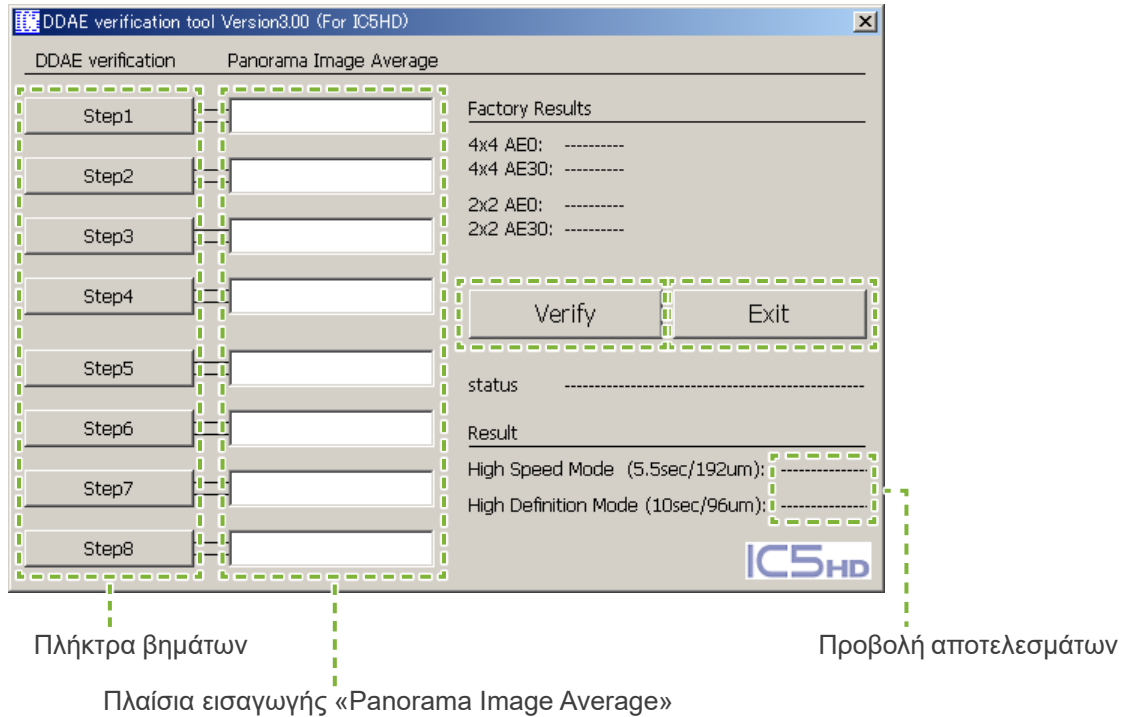 DDAE verification tool Version3.00 (For IC5HD)
DDAE verification
Panorama Image Average
Step1
Step2
Step3
Step4
Step5
Step6
Step7
Step8
Factory Results
4x4 AE0: ----------
4x4 AE30: ----------
2x2 AE0: ----------
2x2 AE30: ----------
Verify
Exit
status --------------------------------------------------
Result
High Speed Mode (5.5sec/192um): ---------------
High Definition Mode (10sec/96um): ---------------
IC5HD
Πλήκτρα βημάτων
Προβολή αποτελεσμάτων
Πλαίσια εισαγωγής «Panorama Image Average»